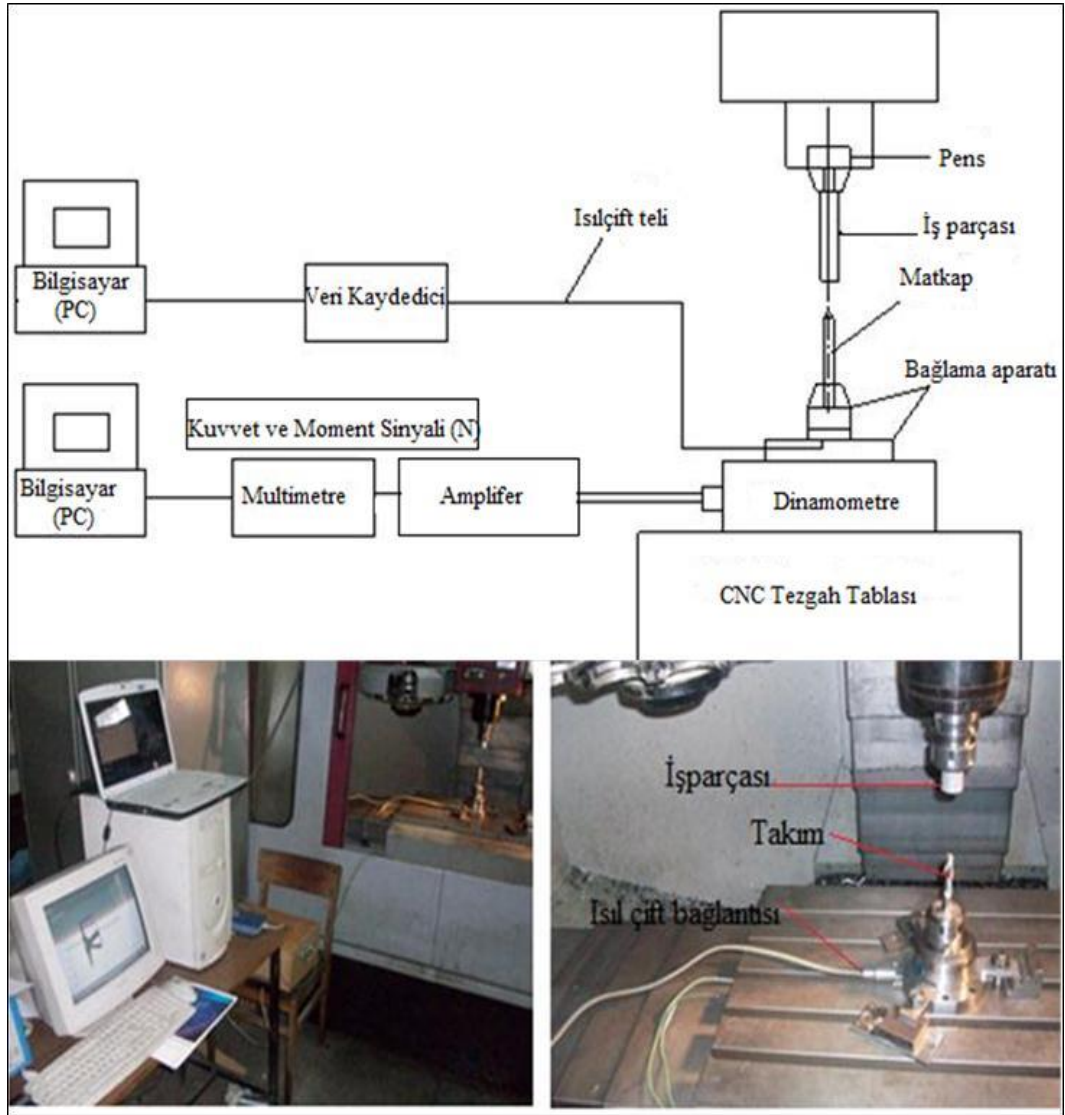 Pens
İş parçası
Isılçift teli
Matkap
Bilgisayar
(PC)
Veri Kaydedici
Bağlama aparatı
Kuvvet ve Moment Sinyali (N)
Bilgisayar
(PC)
Multimetre
Amplifer
Dinamometre
CNC Tezgah Tablası
İşparçası
Takım
Isıl çift bağlantısı